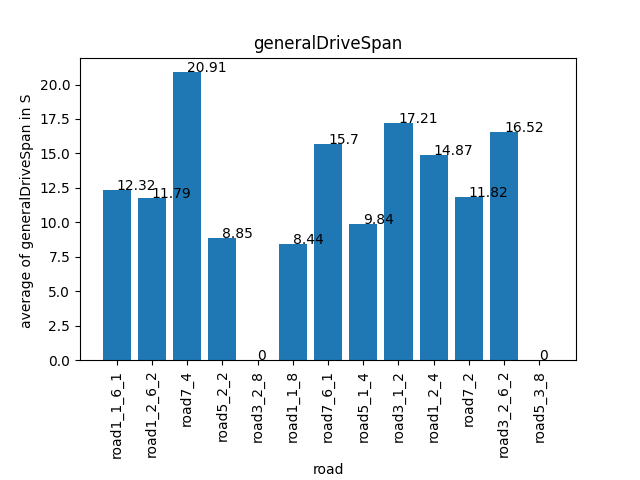 generalDriveSpan
average of generalDriveSpan in S
20.0
17.5
15.0
12.5
10.0
7.5
5.0
2.5
0.0
12.32
11.79
20.91
8.85
0
8.44
15.7
9.84
17.21
14.87
11.82
16.52
0
road1_1_6_1
road1_2_6_2
road7_4
road5_2_2
road3_2_8
road1_1_8
road7_6_1
road5_1_4
road3_1_2
road1_2_4
road7_2
road3_2_6_2
road5_3_8
road